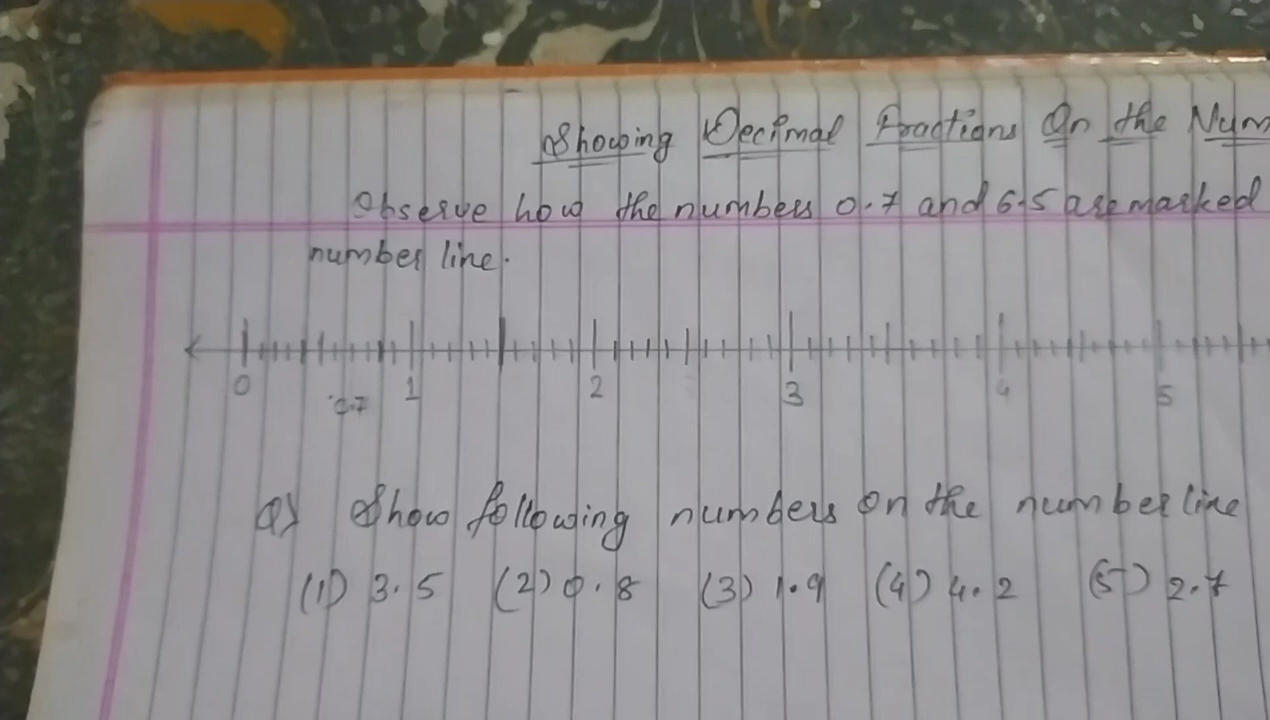 Showing Decimal Fractions On the Num
Observe how the numbers 0.7 and 6.5 are marked
number line.
0 0.7 1 2 3 4 5
Q) Show following numbers on the number line
(1) 3.5 (2) 0.8 (3) 1.9 (4) 4.2 (5) 2.7